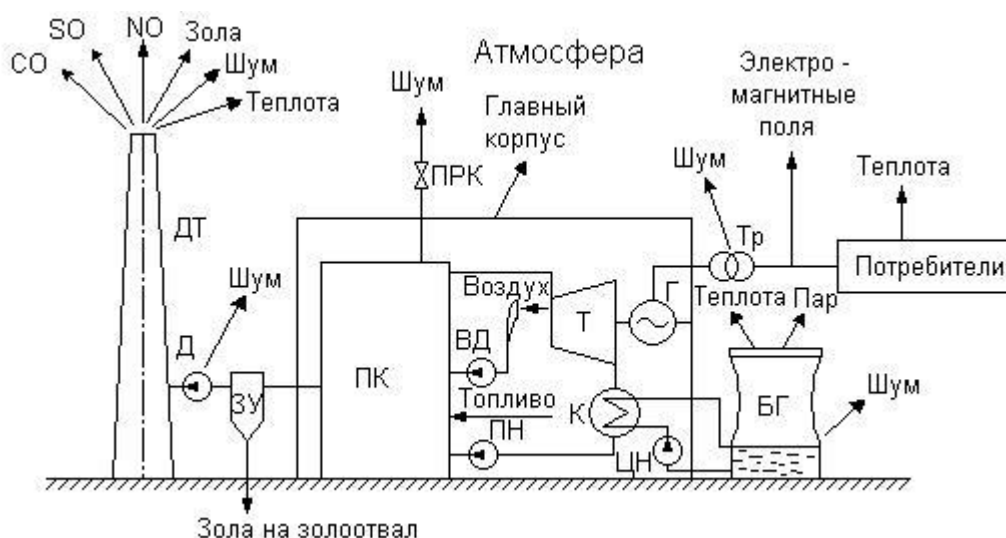 SO
NO
Зола
CO
Шум
Теплота
Атмосфера
Шум
Главный
корпус
Электро -
магнитные
поля
ПРК
Шум
Теплота
ДТ
Тр
Потребители
Шум
Воздух
Г
Теплота
Пар
Т
Д
ВД
ЗУ
ПК
Топливо
К
БГ
Шум
ПН
ЦН
Зола на золоотвал